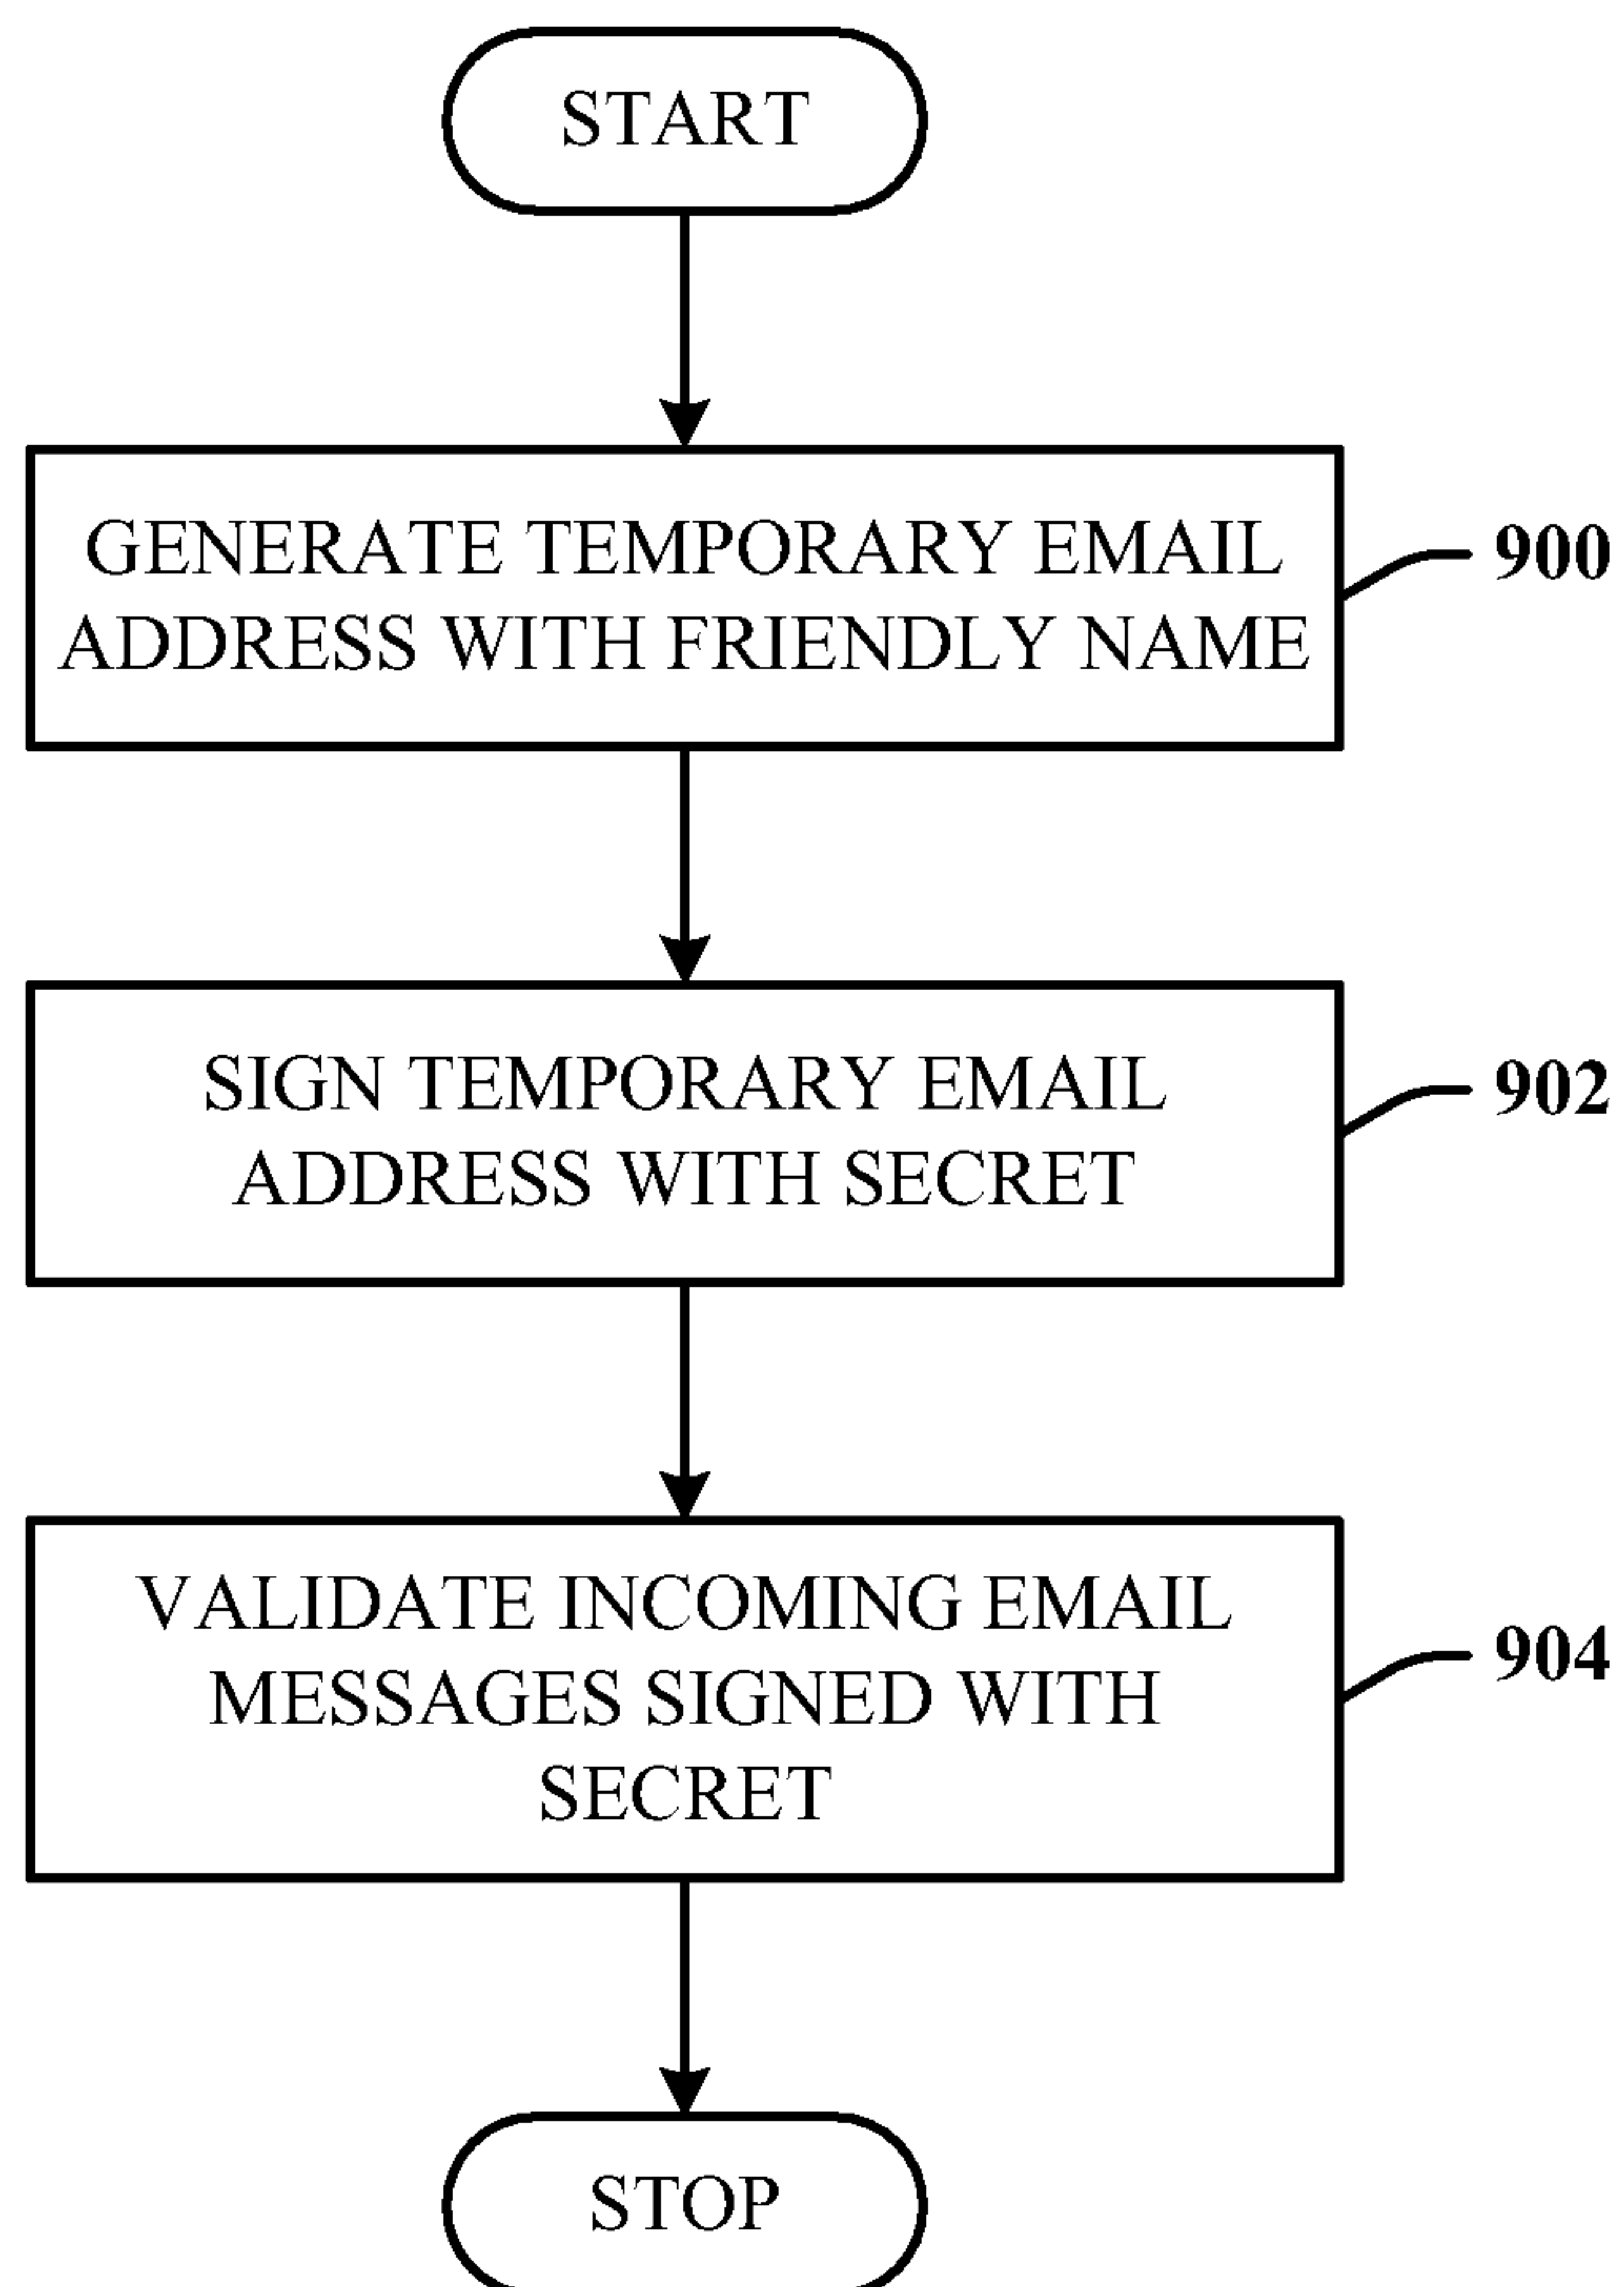 START
GENERATE TEMPORARY EMAIL
ADDRESS WITH FRIENDLY NAME
900
SIGN TEMPORARY EMAIL
ADDRESS WITH SECRET
902
VALIDATE INCOMING EMAIL
MESSAGES SIGNED WITH
SECRET
904
STOP